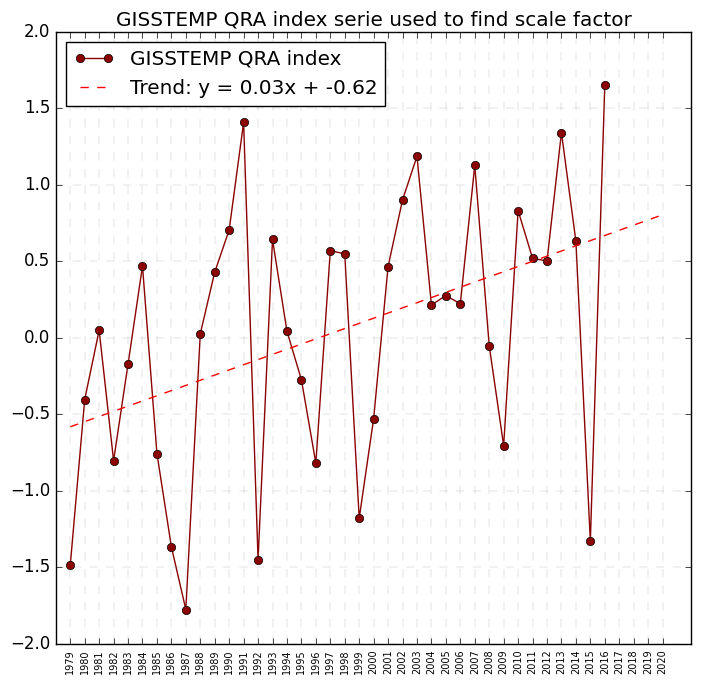 GISSTEMP QRA index serie used to find scale factor
GISSTEMP QRA index
Trend: y = 0.03x + -0.62
2.0
1.5
1.0
0.5
0.0
−0.5
−1.0
−1.5
−2.0
1979 1980 1981 1982 1983 1984 1985 1986 1987 1988 1989 1990 1991 1992 1993 1994 1995 1996 1997 1998 1999 2000 2001 2002 2003 2004 2005 2006 2007 2008 2009 2010 2011 2012 2013 2014 2015 2016 2017 2018 2019 2020